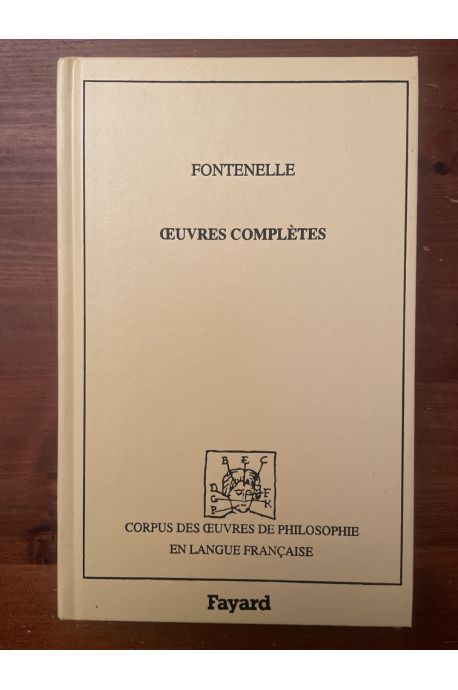 FONTENELLE
ŒUVRES COMPLÈTES
B E C
D F
G K
P
CORPUS DES ŒUVRES DE PHILOSOPHIE
EN LANGUE FRANÇAISE
Fayard